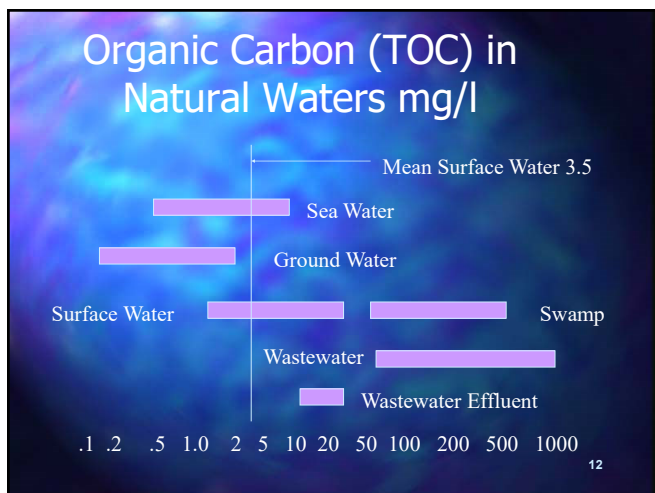 Organic Carbon (TOC) in
Natural Waters mg/l
Mean Surface Water 3.5
Sea Water
Ground Water
Surface Water
Swamp
Wastewater
Wastewater Effluent
.1 .2 .5 1.0 2 5 10 20 50 100 200 500 1000
12